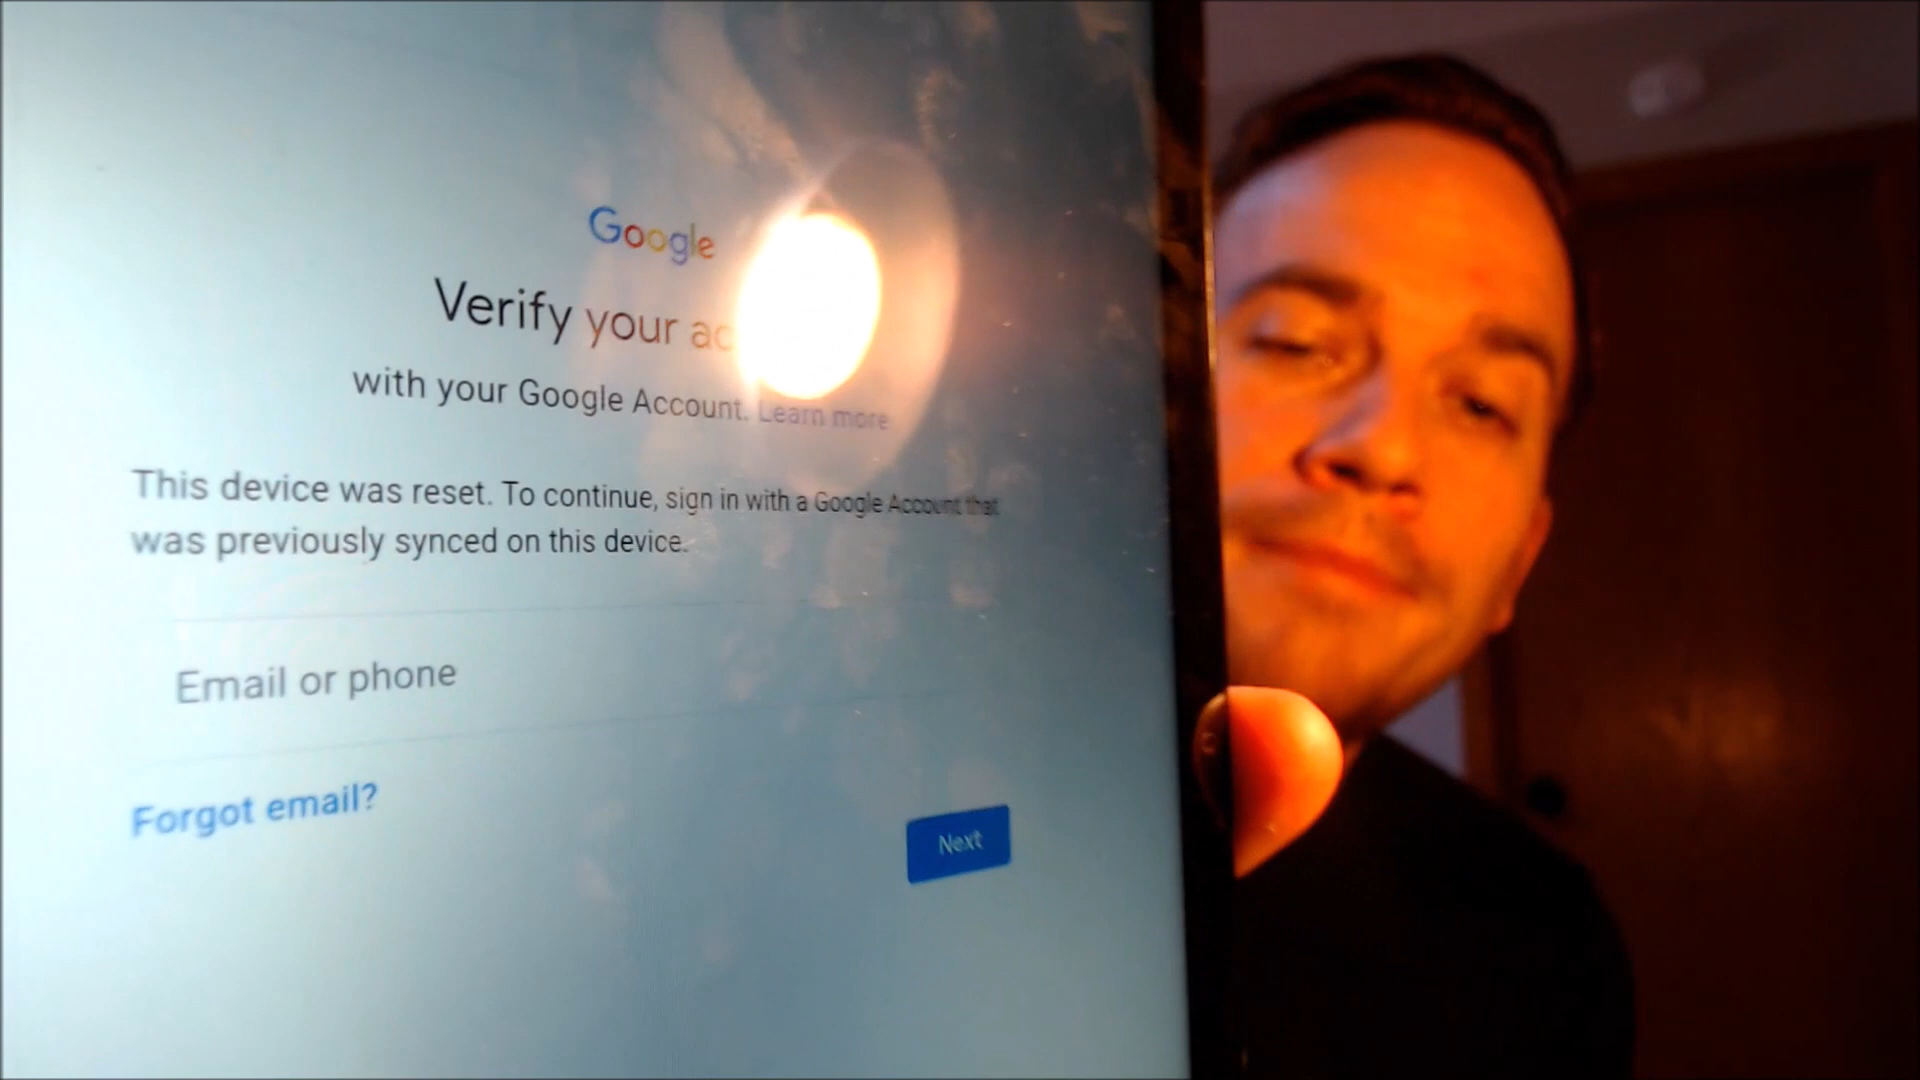 Google
Verify your
with your Google Account. Learn more
This device was reset. To continue, sign in with a Google Account that
was previously synced on this device.
Email or phone
Forgot email?
Next